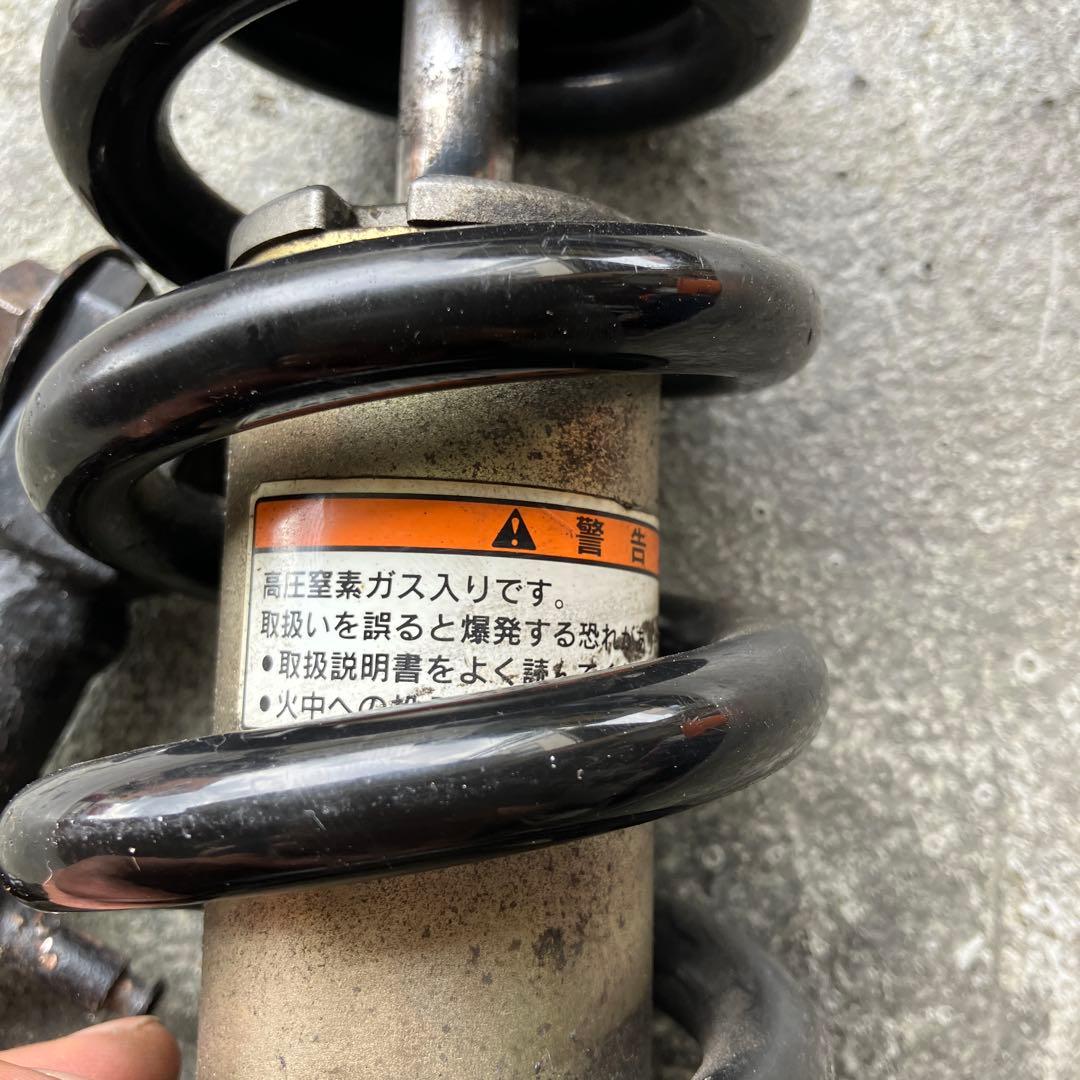 警告
高圧窒素ガス入りです。
取扱いを誤ると爆発する恐れがあ
•取扱説明書をよく読
•火中への